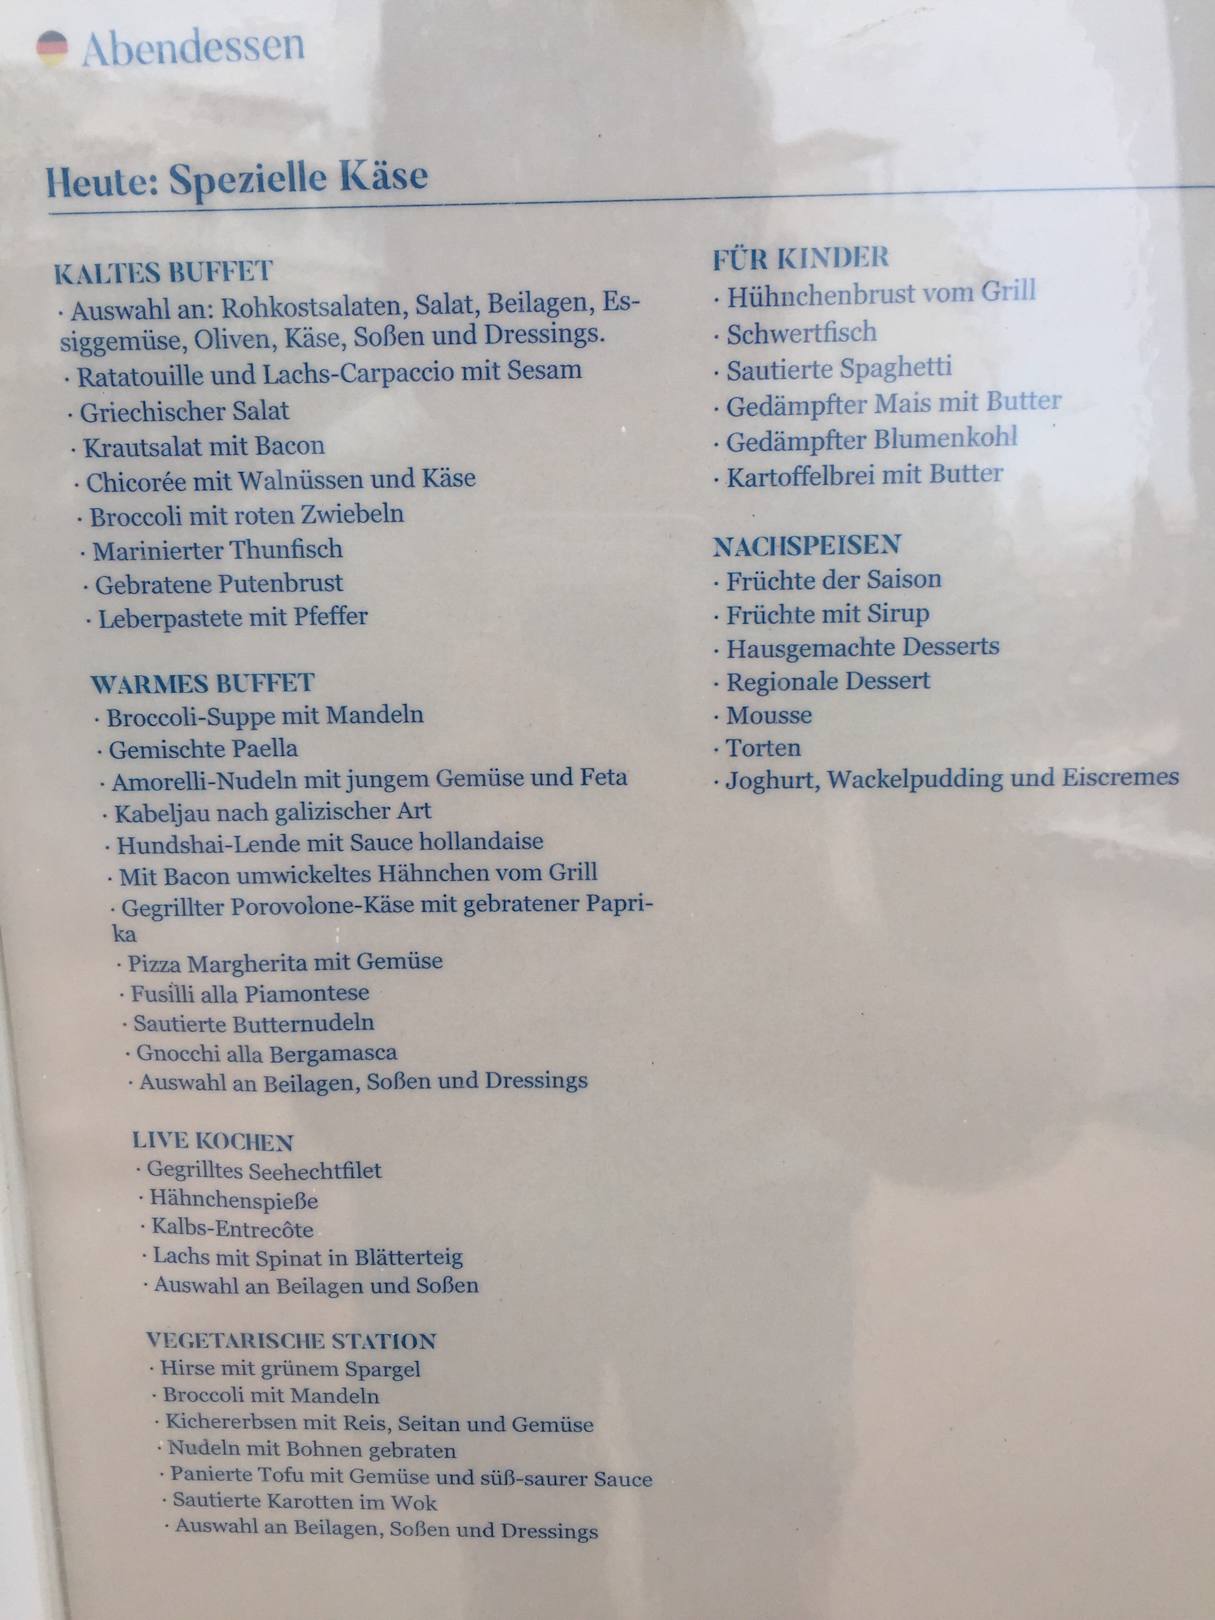 Abendessen
Heute: Spezielle Käse
KALTES BUFFET
· Auswahl an: Rohkostsalaten, Salat, Beilagen, Es-
siggemüse, Oliven, Käse, Soßen und Dressings.
· Ratatouille und Lachs-Carpaccio mit Sesam
· Griechischer Salat
· Krautsalat mit Bacon
· Chicorée mit Walnüssen und Käse
· Broccoli mit roten Zwiebeln
· Marinierter Thunfisch
· Gebratene Putenbrust
· Leberpastete mit Pfeffer
WARMES BUFFET
· Broccoli-Suppe mit Mandeln
· Gemischte Paella
· Amorelli-Nudeln mit jungem Gemüse und Feta
· Kabeljau nach galizischer Art
· Hundshai-Lende mit Sauce hollandaise
· Mit Bacon umwickeltes Hähnchen vom Grill
· Gegrillter Porovolone-Käse mit gebratener Papri-
ka
· Pizza Margherita mit Gemüse
· Fusilli alla Piamontese
· Sautierte Butternudeln
· Gnocchi alla Bergamasca
· Auswahl an Beilagen, Soßen und Dressings
LIVE KOCHEN
· Gegrilltes Seehechtfilet
· Hähnchenspieße
· Kalbs-Entrecôte
· Lachs mit Spinat in Blätterteig
· Auswahl an Beilagen und Soßen
VEGETARISCHE STATION
· Hirse mit grünem Spargel
· Broccoli mit Mandeln
· Kichererbsen mit Reis, Seitan und Gemüse
· Nudeln mit Bohnen gebraten
· Panierte Tofu mit Gemüse und süß-saurer Sauce
· Sautierte Karotten im Wok
· Auswahl an Beilagen, Soßen und Dressings
FÜR KINDER
· Hühnchenbrust vom Grill
· Schwertfisch
· Sautierte Spaghetti
· Gedämpfter Mais mit Butter
· Gedämpfter Blumenkohl
· Kartoffelbrei mit Butter
NACHSPEISEN
· Früchte der Saison
· Früchte mit Sirup
· Hausgemachte Desserts
· Regionale Dessert
· Mousse
· Torten
· Joghurt, Wackelpudding und Eiscremes